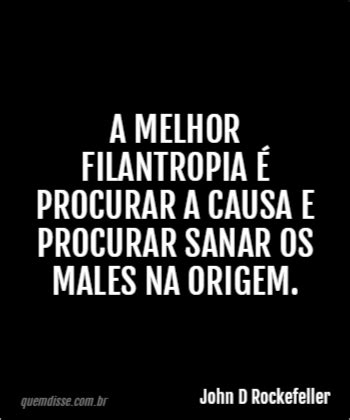 A MELHOR
FILANTROPIA É
PROCURAR A CAUSA E
PROCURAR SANAR OS
MALES NA ORIGEM.
John D Rockefeller
quemdisse.com.br